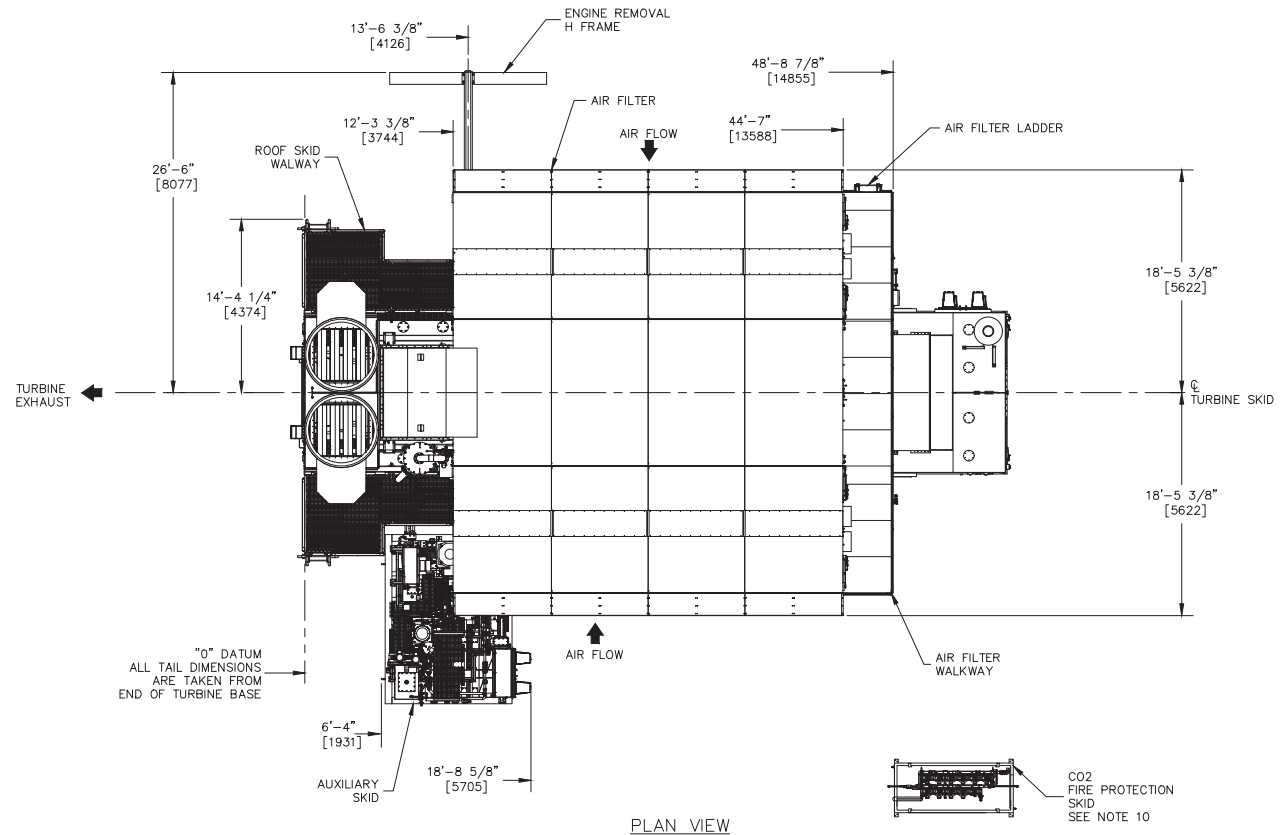 13'-6 3/8"
[4126]
ENGINE REMOVAL
H FRAME
48'-8 7/8"
[14855]
12'-3 3/8"
[3744]
AIR FILTER
AIR FLOW
44'-7"
[13588]
AIR FILTER LADDER
ROOF SKID
WALWAY
26'-6"
[8077]
14'-4 1/4"
[4374]
18'-5 3/8"
[5622]
TURBINE
EXHAUST
℄
TURBINE SKID
18'-5 3/8"
[5622]
"0" DATUM
ALL TAIL DIMENSIONS
ARE TAKEN FROM
END OF TURBINE BASE
AIR FLOW
AIR FILTER
WALKWAY
6'-4"
[1931]
AUXILIARY
SKID
18'-8 5/8"
[5705]
CO2
FIRE PROTECTION
SKID
SEE NOTE 10
PLAN VIEW